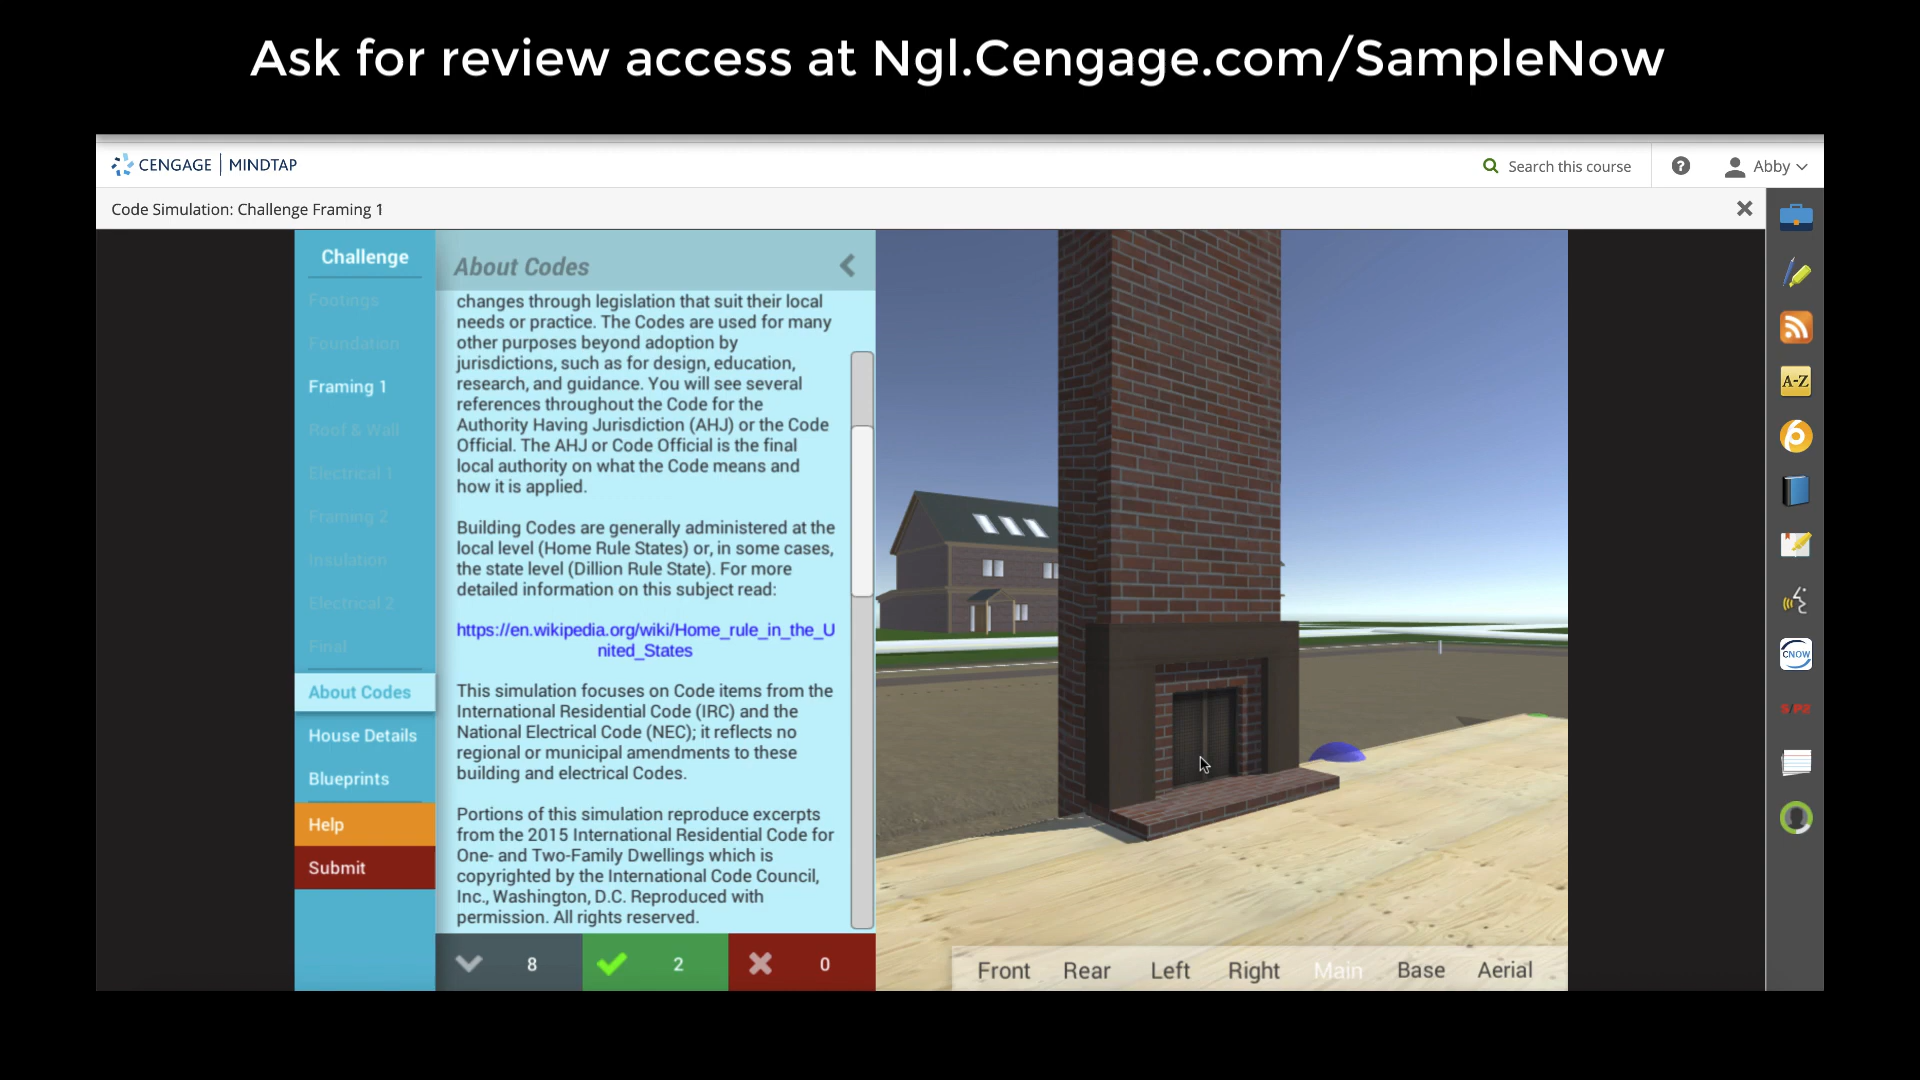 Ask for review access at Ngl.Cengage.com/SampleNow
CENGAGE | MINDTAP
Search this course
?
Abby
Code Simulation: Challenge Framing 1
Challenge
Footings
Foundation
Framing 1
Roof & Wall
Electrical 1
Framing 2
Insulation
Electrical 2
Final
About Codes
House Details
Blueprints
Help
Submit
About Codes
changes through legislation that suit their local
needs or practice. The Codes are used for many
other purposes beyond adoption by
jurisdictions, such as for design, education,
research, and guidance. You will see several
references throughout the Code for the
Authority Having Jurisdiction (AHJ) or the Code
Official. The AHJ or Code Official is the final
local authority on what the Code means and
how it is applied.
Building Codes are generally administered at the
local level (Home Rule States) or, in some cases,
the state level (Dillion Rule State). For more
detailed information on this subject read:
https://en.wikipedia.org/wiki/Home_rule_in_the_U
nited_States
This simulation focuses on Code items from the
International Residential Code (IRC) and the
National Electrical Code (NEC); it reflects no
regional or municipal amendments to these
building and electrical Codes.
Portions of this simulation reproduce excerpts
from the 2015 International Residential Code for
One- and Two-Family Dwellings which is
copyrighted by the International Code Council,
Inc., Washington, D.C. Reproduced with
permission. All rights reserved.
8
2
0
Front Rear Left Right Main Base Aerial
A-Z
CNOW
S/P2